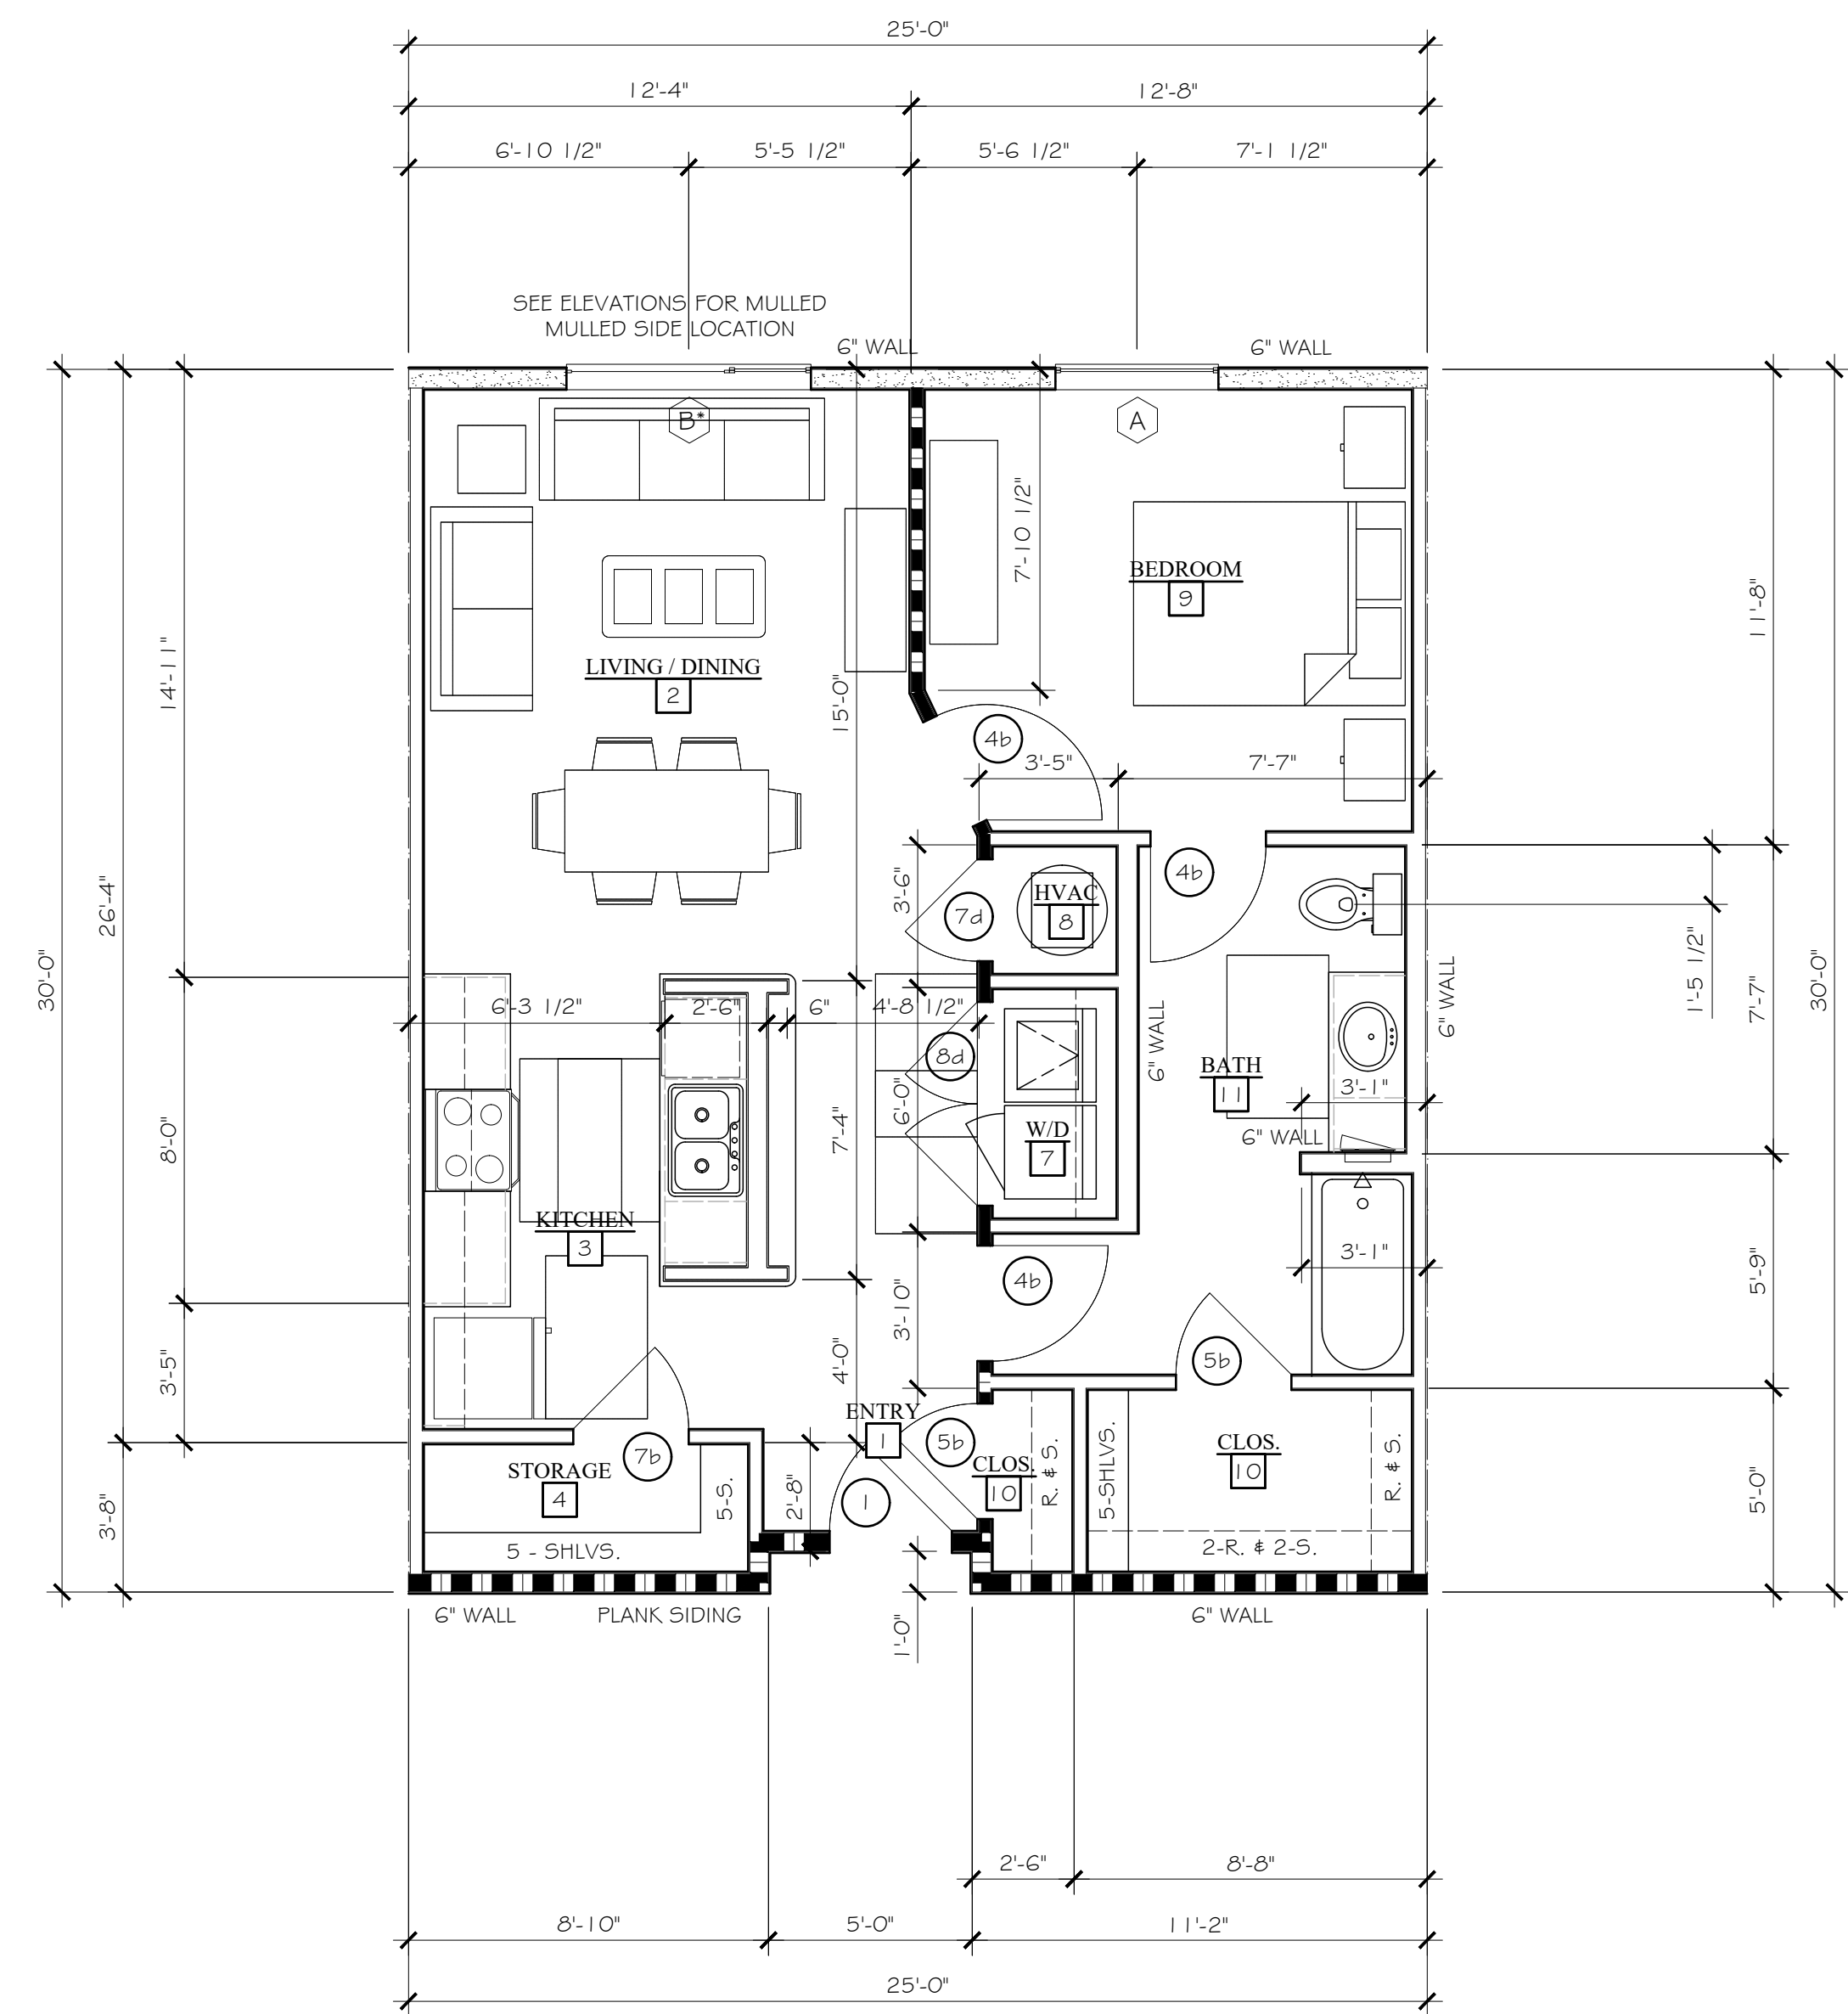 25'-0"
12'-4" 12'-8"
6'-10 1/2" 5'-5 1/2" 5'-6 1/2" 7'-1 1/2"
SEE ELEVATIONS FOR MULLED
MULLED SIDE LOCATION
6" WALL
6" WALL
B*
A
7'-10 1/2"
BEDROOM
9
11'-8"
14'-11"
LIVING / DINING
2
15'-0"
4b
3'-5" 7'-7"
26'-4"
30'-0"
3'-6"
4b
HVAC
8
7d
6" WALL
1'-5 1/2"
7'-7"
30'-0"
6'-3 1/2" 2'-6" 6" 4'-8 1/2"
8d
6" WALL
BATH
11
3'-1"
8'-0"
7'-4"
6'-0"
W/D
7
6" WALL
KITCHEN
3
3'-1"
4b
5'-9"
3'-10"
3'-5"
4'-0"
5b
ENTRY
1
5b
7b
STORAGE
4
5-S.
2'-8"
1
CLOS.
10
R. & S.
5-SHLVS.
CLOS.
10
R. & S.
3'-8"
5'-0"
5 - SHLVS.
2-R. & 2-S.
6" WALL PLANK SIDING
1'-0"
6" WALL
2'-6" 8'-8"
8'-10" 5'-0" 11'-2"
25'-0"